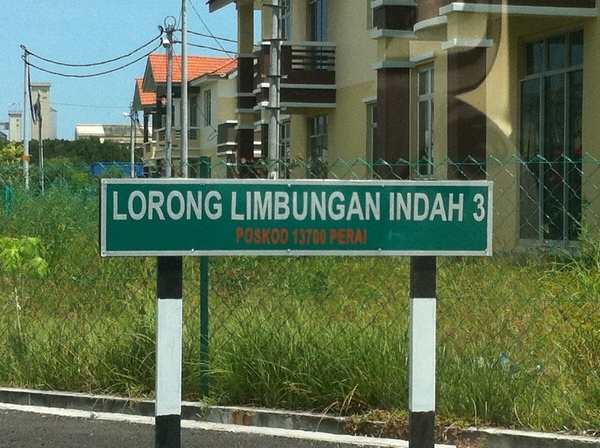 LORONG LIMBUNGAN INDAH 3
POSKOD 13700 PERAI